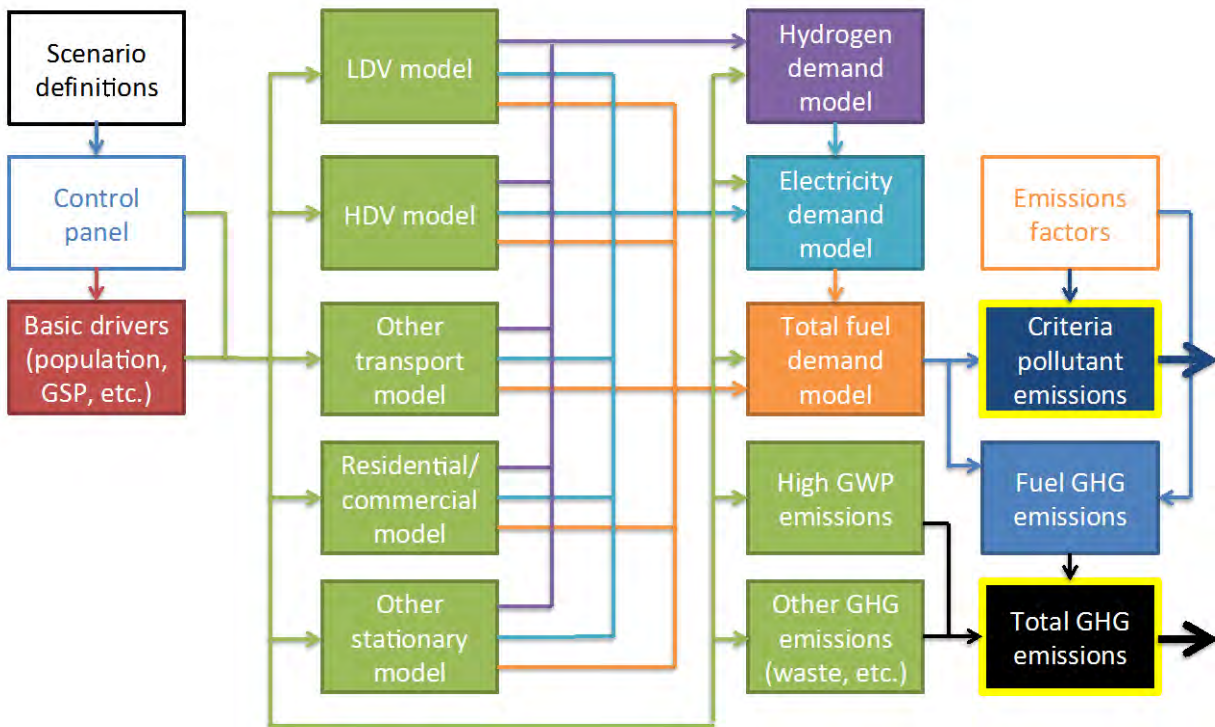 Scenario
definitions
Control
panel
Basic drivers
(population,
GSP, etc.)
LDV model
HDV model
Other
transport model
Residential/
commercial model
Other
stationary model
Hydrogen
demand
model
Electricity
demand
model
Total fuel
demand
model
High GWP
emissions
Other GHG
emissions
(waste, etc.)
Emissions
factors
Criteria
pollutant
emissions
Fuel GHG
emissions
Total GHG
emissions